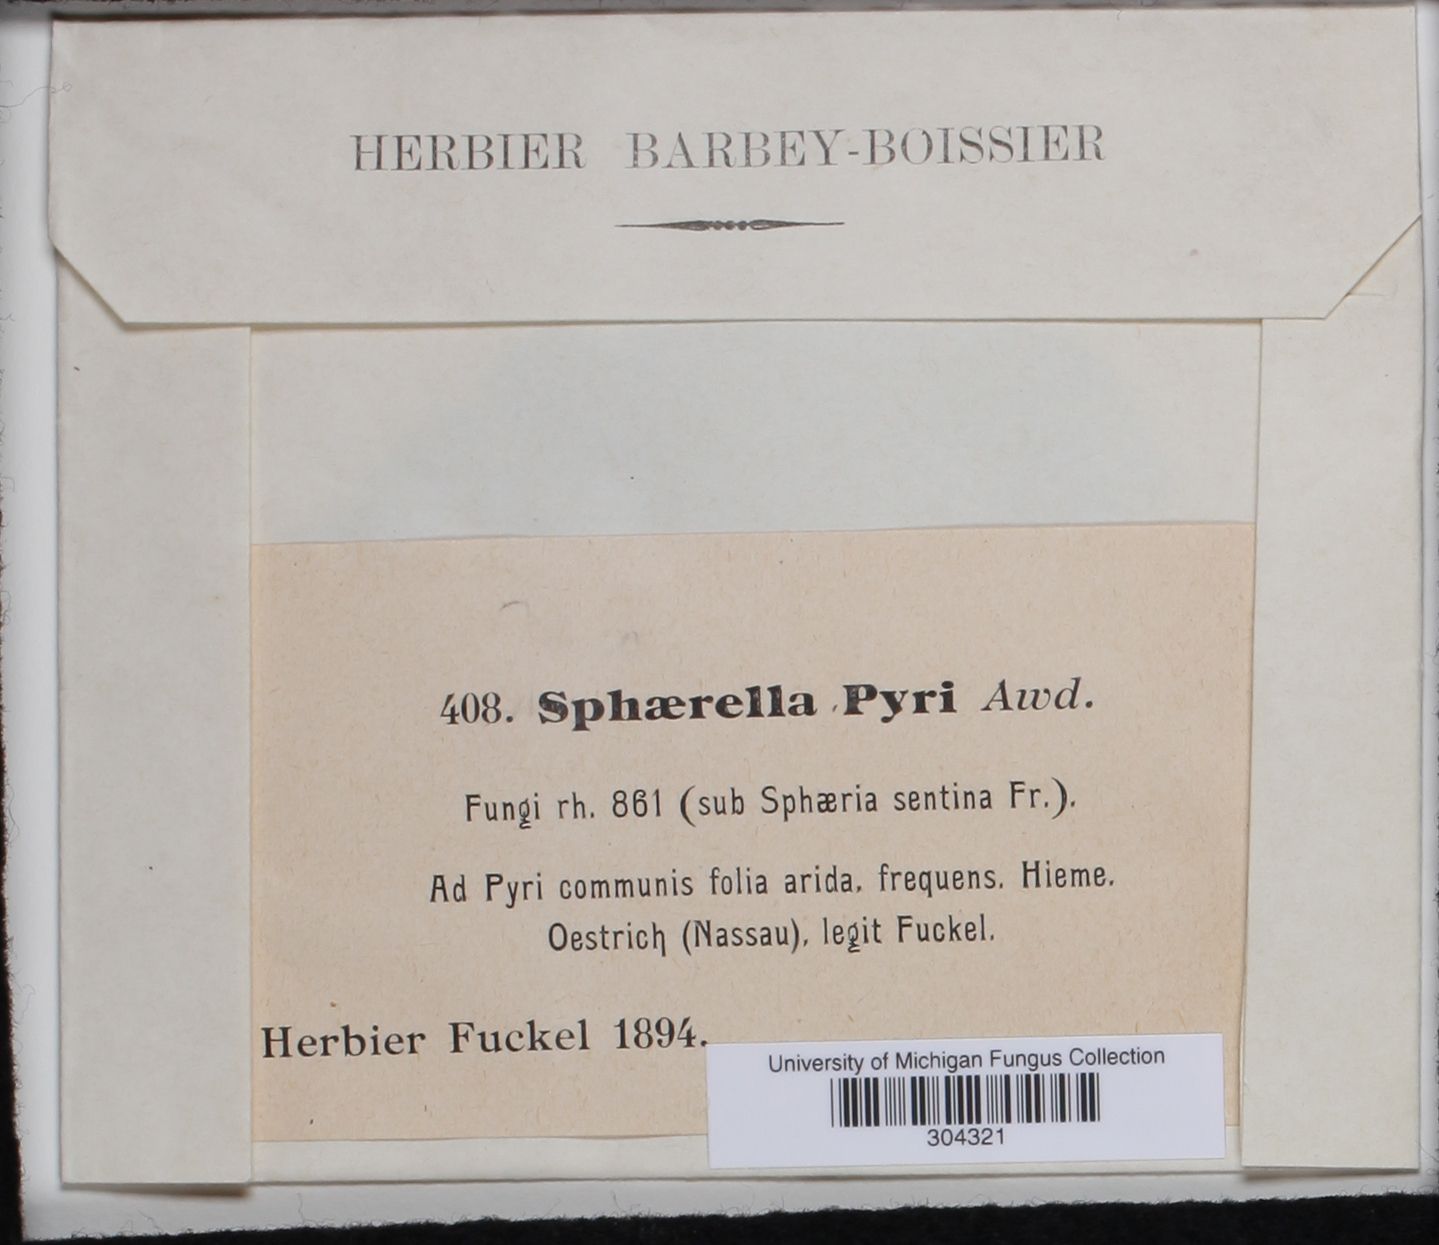 HERBIER BARBEY-BOISSIER
408. Sphærella Pyri Awd.
Fungi rh. 861 (sub Sphæria sentina Fr.).
Ad Pyri communis folia arida, frequens. Hieme.
Oestrich (Nassau), legit Fuckel.
Herbier Fuckel 1894.
University of Michigan Fungus Collection
304321